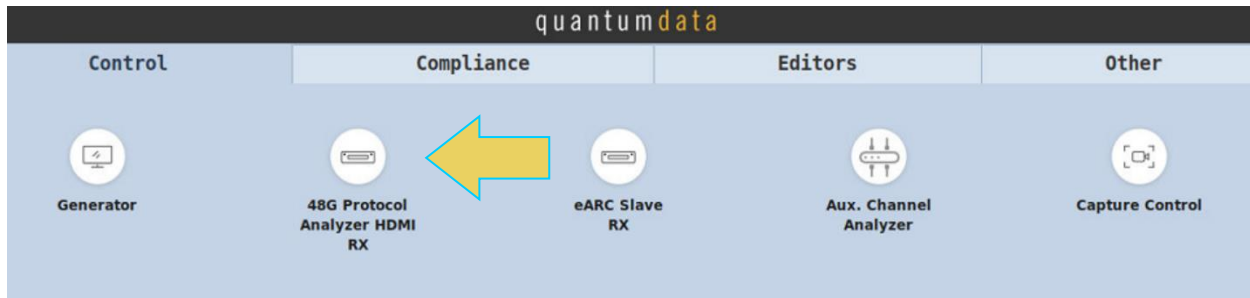 quantumdata
Control
Compliance
Editors
Other
Generator
48G Protocol
Analyzer HDMI
RX
eARC Slave
RX
Aux. Channel
Analyzer
Capture Control